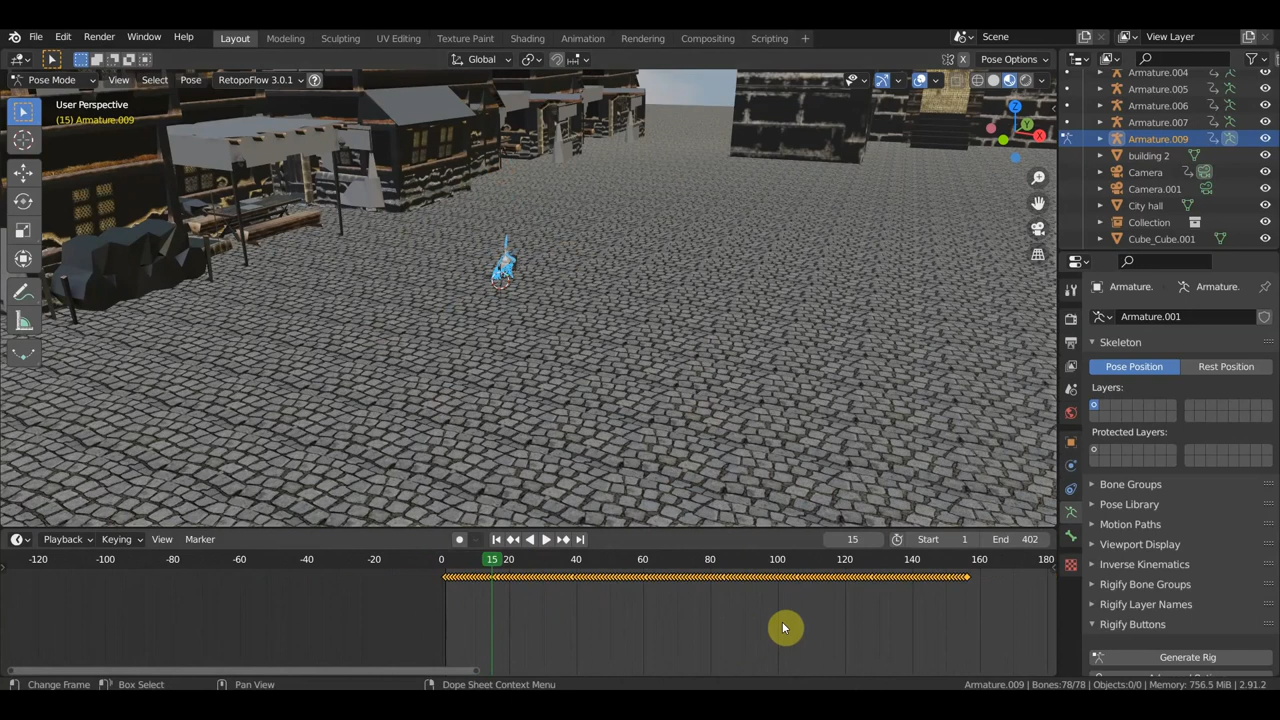 File Edit Render Window Help Layout Modeling Sculpting UV Editing Texture Paint Shading Animation Rendering Compositing Scripting Scene View Layer
Global Pose Options
Pose Mode View Select Pose RetopoFlow 3.0.1
User Perspective
(15) Armature.009
X
Y
Z
Armature.004
Armature.005
Armature.006
Armature.007
Armature.009
building 2
Camera
Camera.001
City hall
Collection
Cube_Cube.001
Armature. Armature.
Armature.001
Skeleton
Pose Position Rest Position
Layers:
Protected Layers:
Bone Groups
Pose Library
Motion Paths
Viewport Display
Inverse Kinematics
Rigify Bone Groups
Rigify Layer Names
Rigify Buttons
Generate Rig
Playback Keying View Marker 15 Start 1 End 402
-120 -100 -80 -60 -40 -20 0 15 20 40 60 80 100 120 140 160 180
Change Frame Box Select Pan View Dope Sheet Context Menu Armature.009 | Bones:78/78 | Objects:0/0 | Memory: 756.5 MiB | 2.91.2